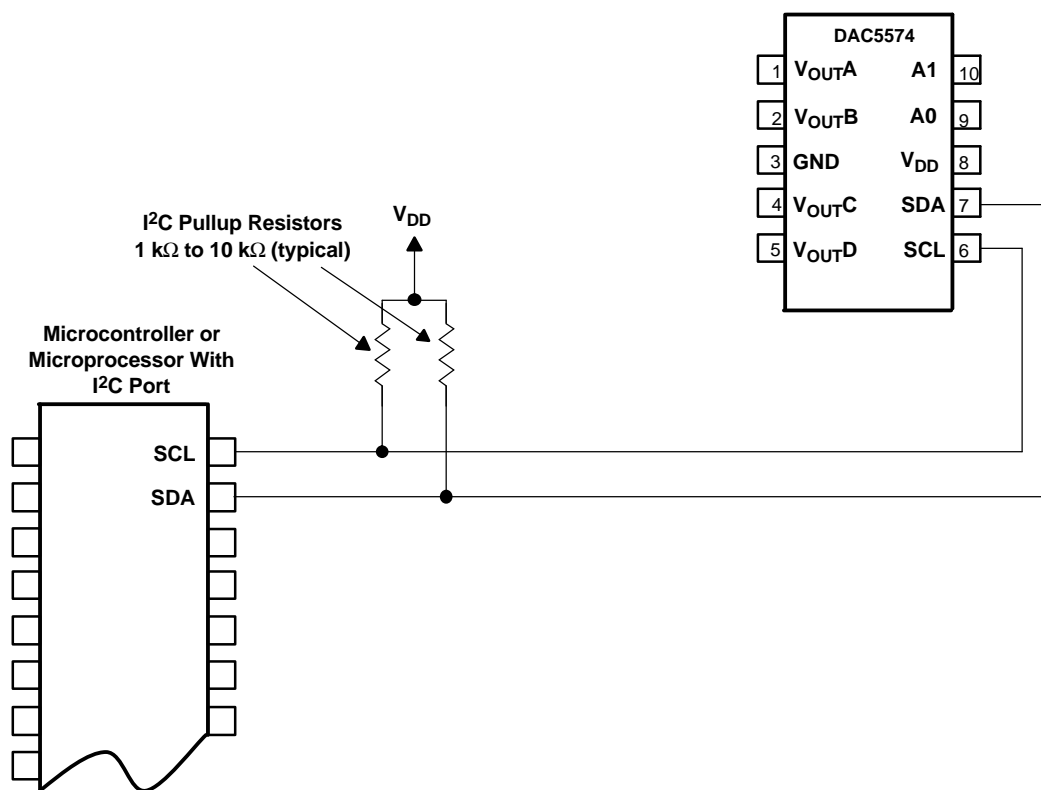 DAC5574
1 VOUTA A1 10
2 VOUTB A0 9
3 GND VDD 8
4 VOUTC SDA 7
5 VOUTD SCL 6
I2C Pullup Resistors
1 kΩ to 10 kΩ (typical)
VDD
Microcontroller or
Microprocessor With
I2C Port
SCL
SDA